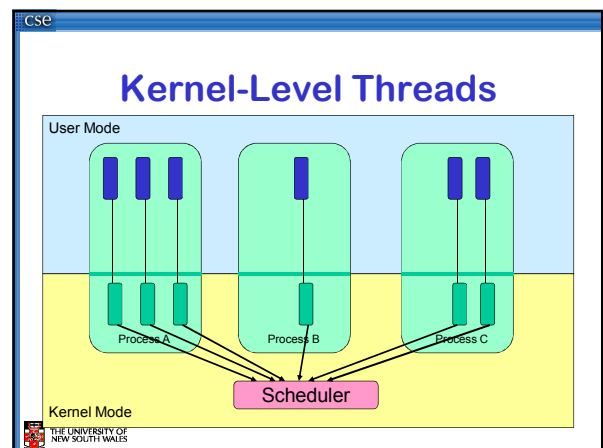 cse
Kernel-Level Threads
User Mode
Process A
Process B
Process C
Scheduler
Kernel Mode
THE UNIVERSITY OF
NEW SOUTH WALES